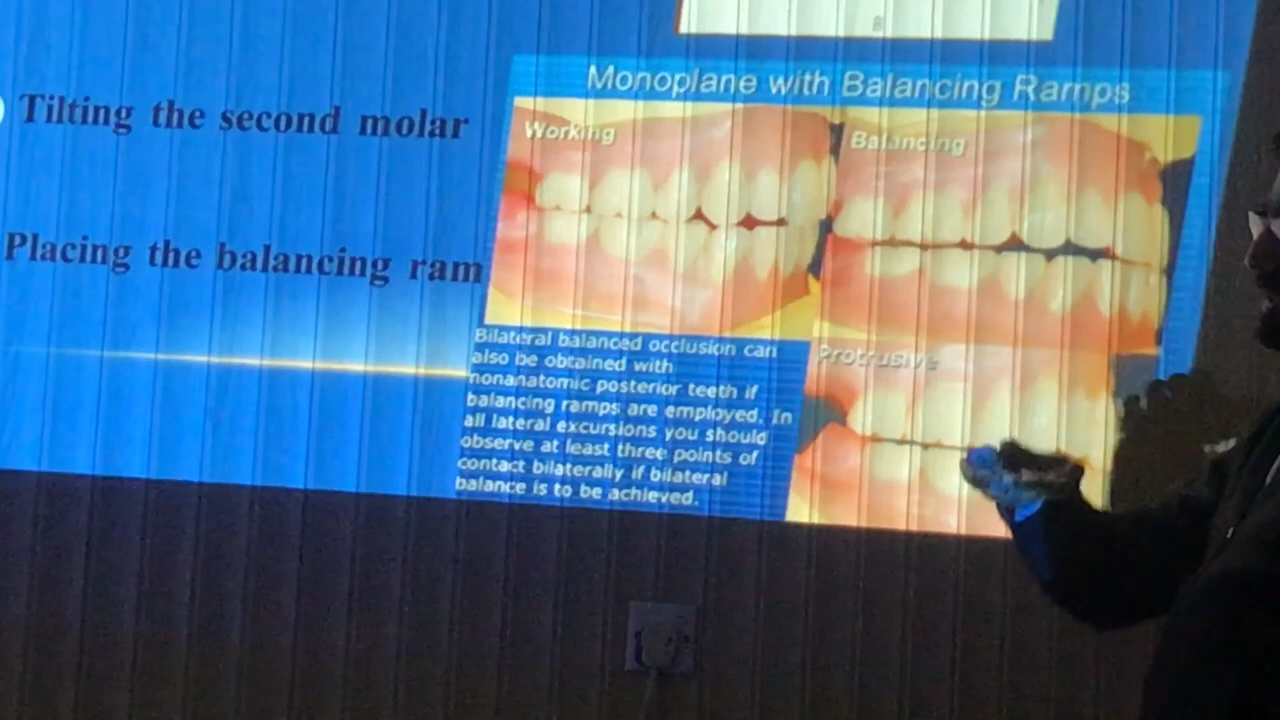 8
Tilting the second molar
Placing the balancing ram
Monoplane with Balancing Ramps
Working
Balancing
Bilateral balanced occlusion can
also be obtained with
nonanatomic posterior teeth if
balancing ramps are employed. In
all lateral excursions you should
observe at least three points of
contact bilaterally if bilateral
balance is to be achieved.
Protrusive